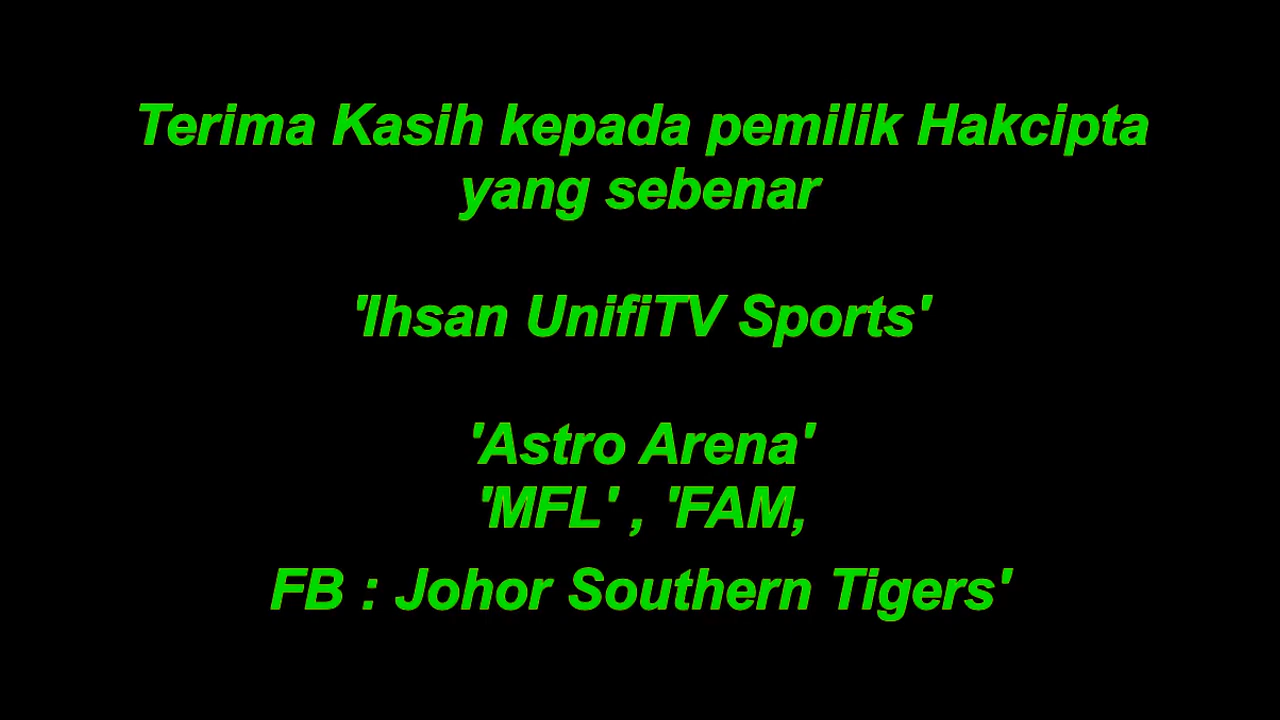 Terima Kasih kepada pemilik Hakcipta
yang sebenar
'Ihsan UnifiTV Sports'
'Astro Arena'
'MFL' , 'FAM,
FB : Johor Southern Tigers'